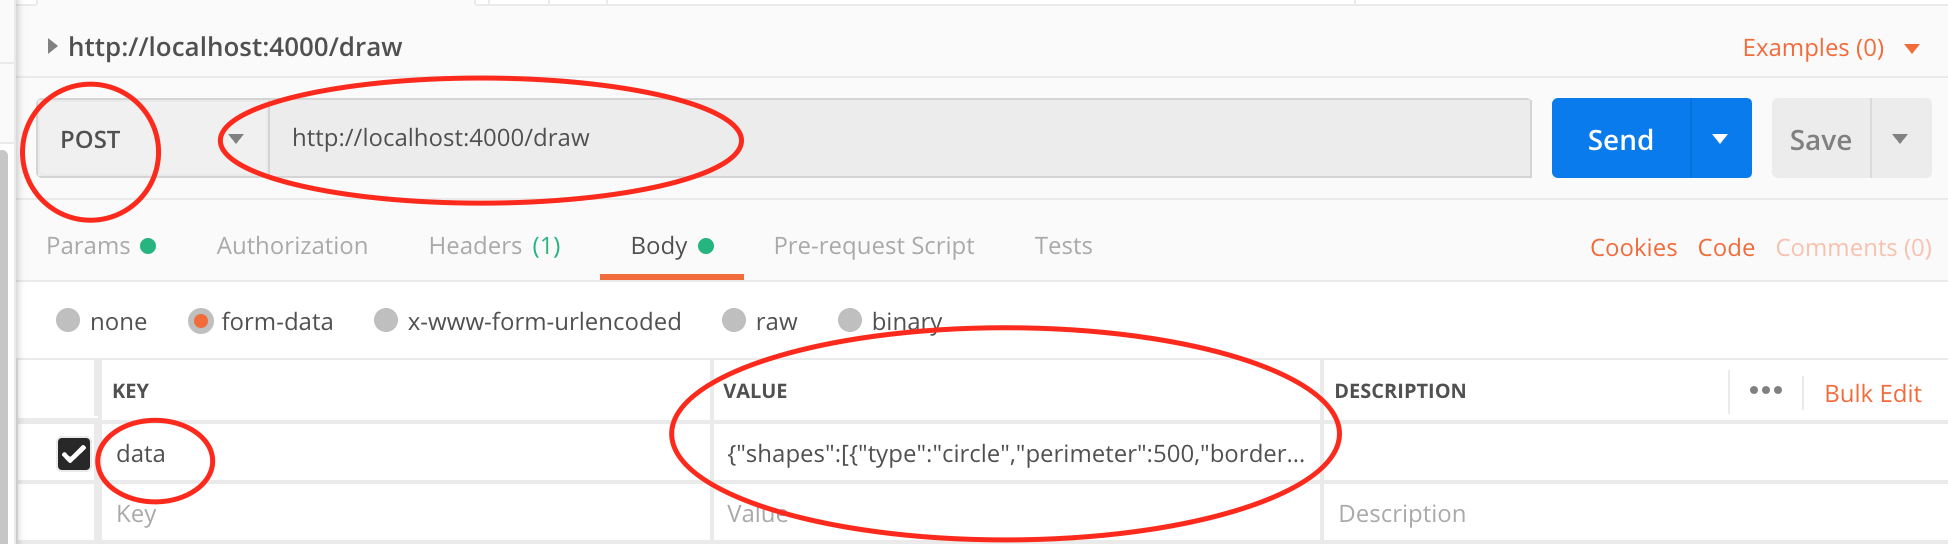 http://localhost:4000/draw
Examples (0)
POST
http://localhost:4000/draw
Send
Save
Params
Authorization
Headers (1)
Body
Pre-request Script
Tests
Cookies
Code
Comments (0)
none
form-data
x-www-form-urlencoded
raw
binary
KEY
VALUE
DESCRIPTION
Bulk Edit
data
{"shapes":[{"type":"circle","perimeter":500,"border...
Key
Value
Description